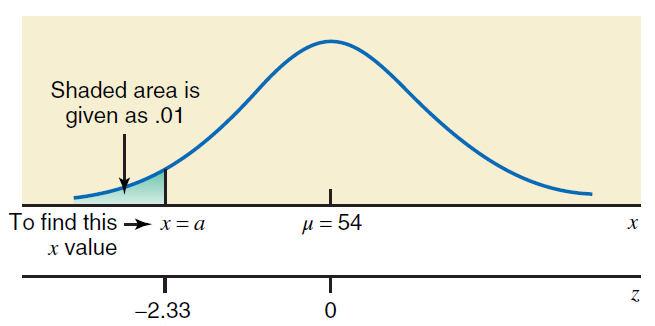 Shaded area is
given as .01
To find this
x value
x = a
μ = 54
x
−2.33
0
z